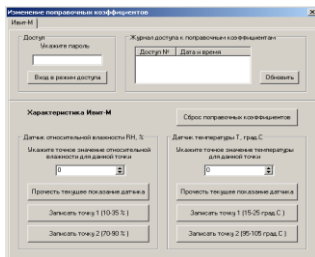 Изменение поправочных коэффициентов
Ивит-М
Доступ
Укажите пароль
Вход в режим доступа
Журнал доступа к поправочным коэффициентам
Доступ № Дата и время
Обновить
Характеристика Ивит-М
Сброс поправочных коэффициентов
Датчик относительной влажности RH, %
Укажите точное значение относительной
влажности для данной точки
0
Прочесть текущее показание датчика
Записать точку 1 (10-35 % )
Записать точку 2 (70-90 % )
Датчик температуры Т, град.С
Укажите точное значение температуры
для данной точки
0
Прочесть текущее показание датчика
Записать точку 1 (15-25 град.С )
Записать точку 2 (95-105 град.С )